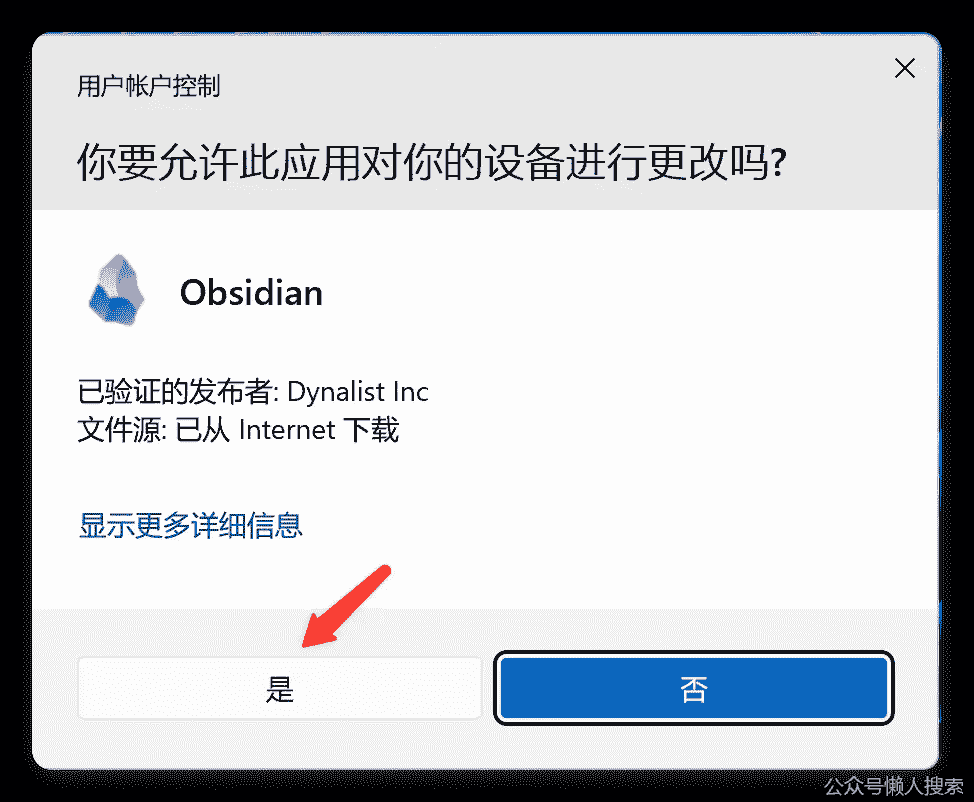 用户帐户控制
你要允许此应用对你的设备进行更改吗?
Obsidian
已验证的发布者: Dynalist Inc
文件源: 已从 Internet 下载
显示更多详细信息
是
否
公众号懒人搜索